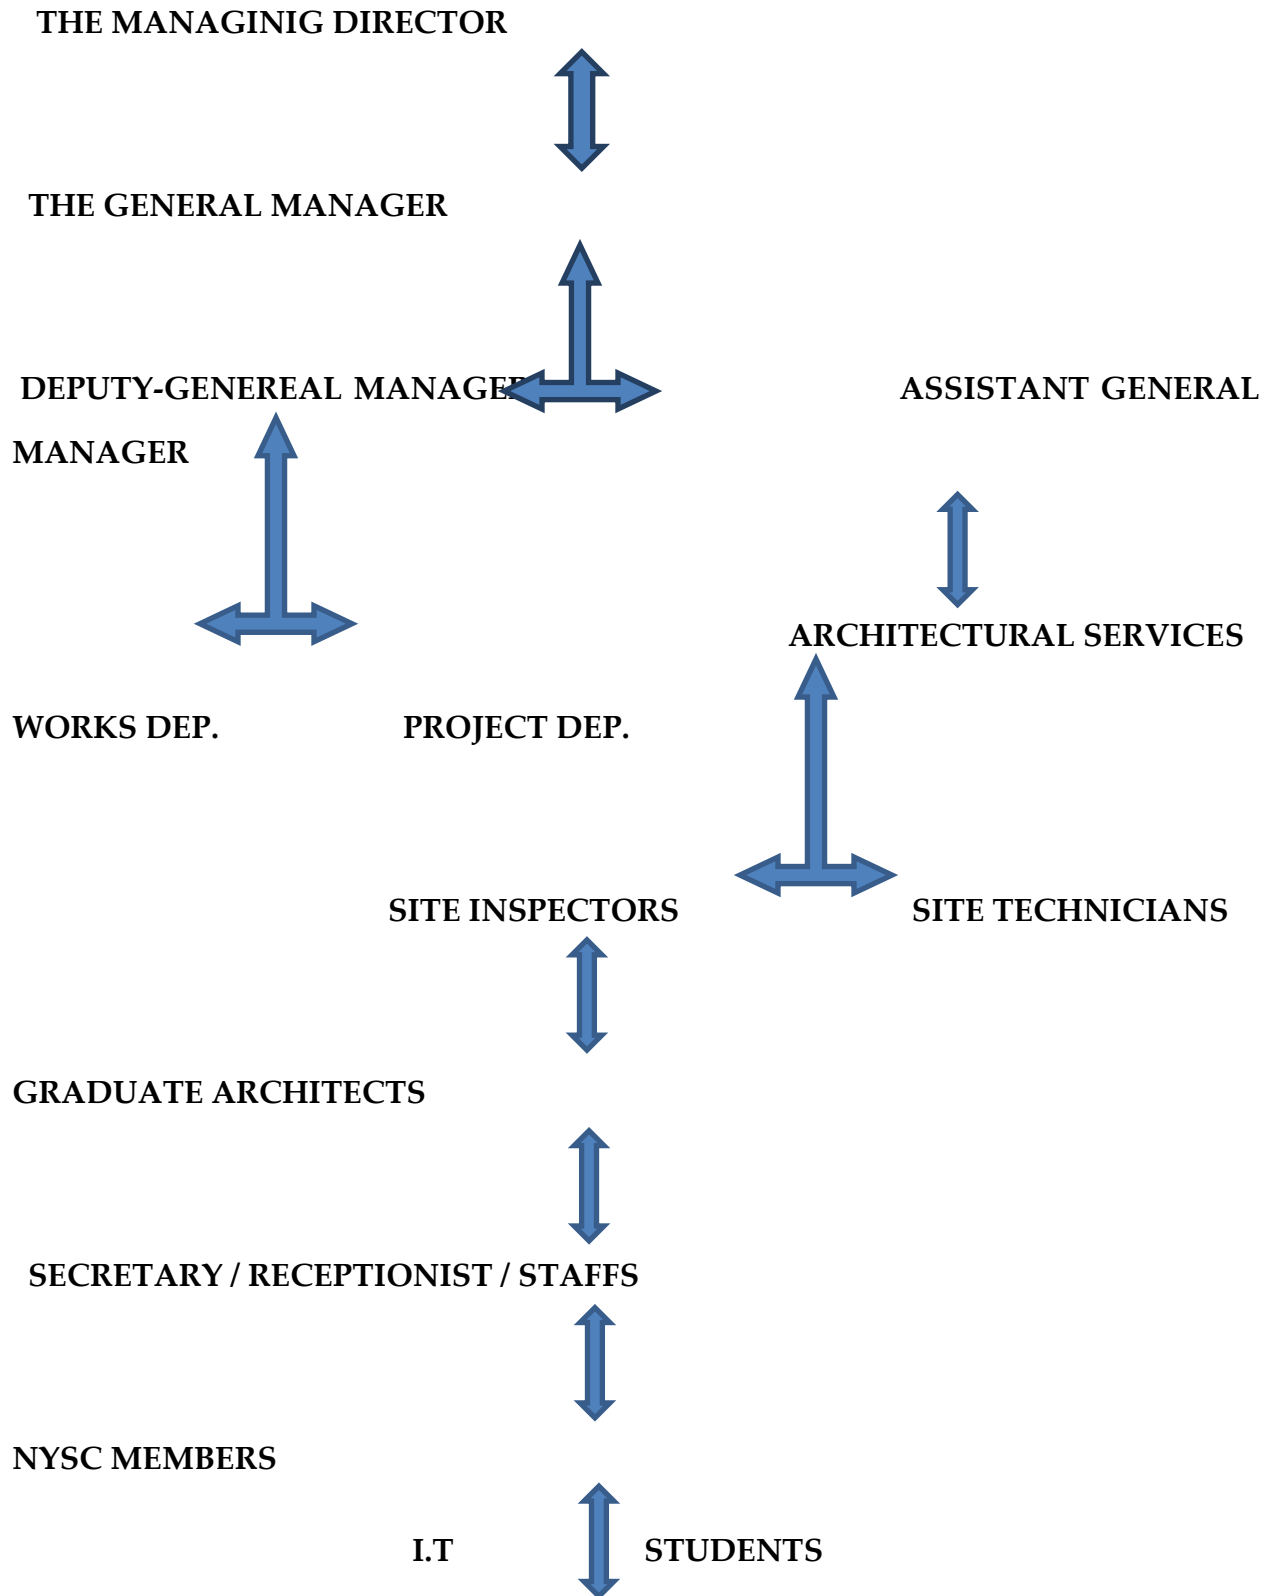 THE MANAGINIG DIRECTOR
THE GENERAL MANAGER
DEPUTY-GENEREAL MANAGER ASSISTANT GENERAL
MANAGER
ARCHITECTURAL SERVICES
WORKS DEP. PROJECT DEP.
SITE INSPECTORS SITE TECHNICIANS
GRADUATE ARCHITECTS
SECRETARY / RECEPTIONIST / STAFFS
NYSC MEMBERS
I.T STUDENTS